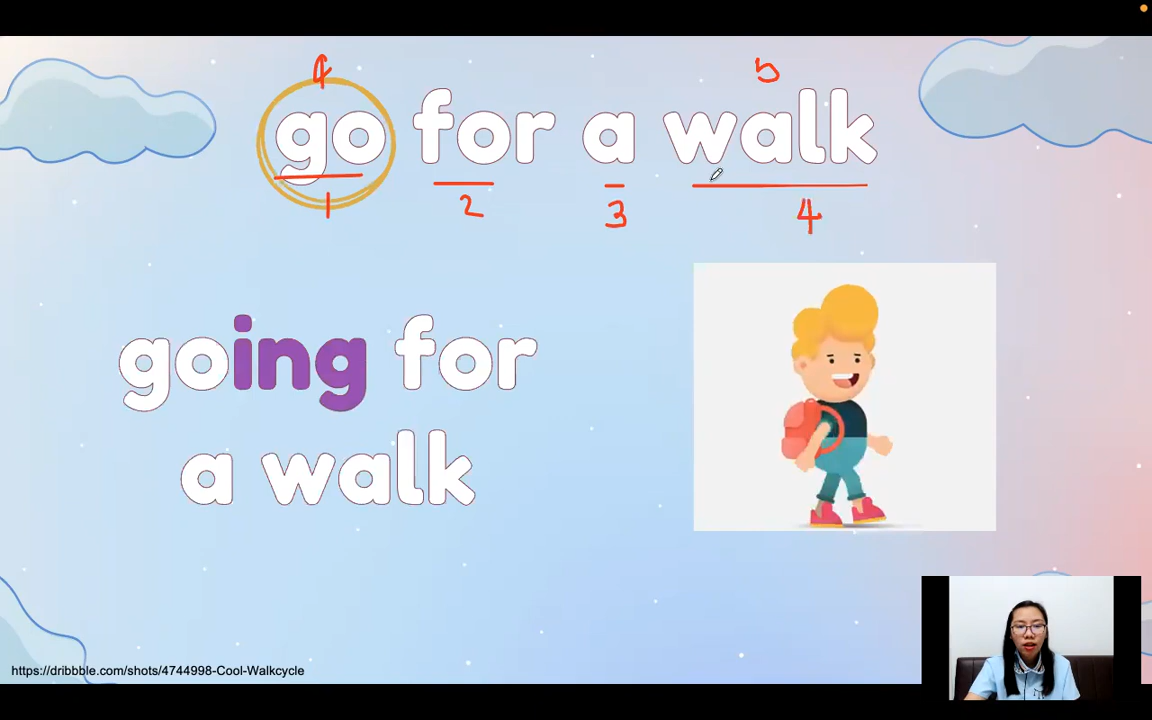 4 5
go for a walk
1 2 3 4
going for
a walk
https://dribbble.com/shots/4744998-Cool-Walkcycle